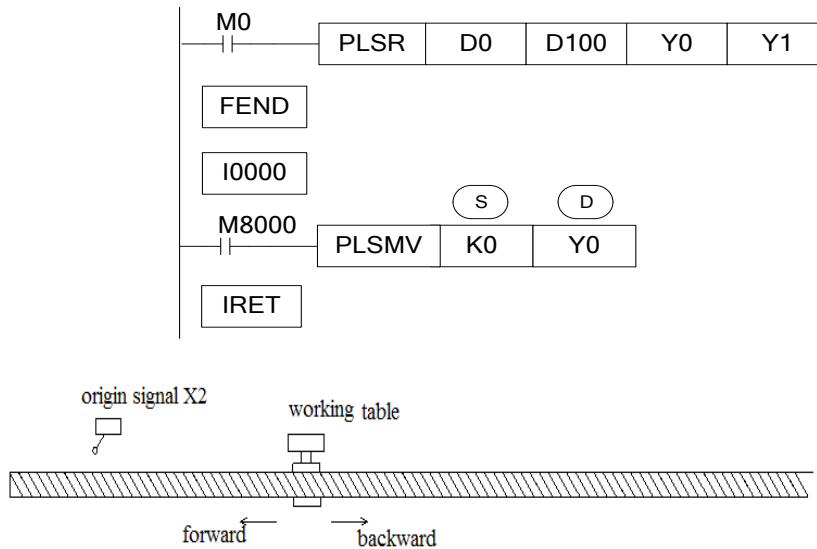 M0
PLSR D0 D100 Y0 Y1
FEND
I0000
S D
M8000
PLSMV K0 Y0
IRET
origin signal X2
working table
forward backward